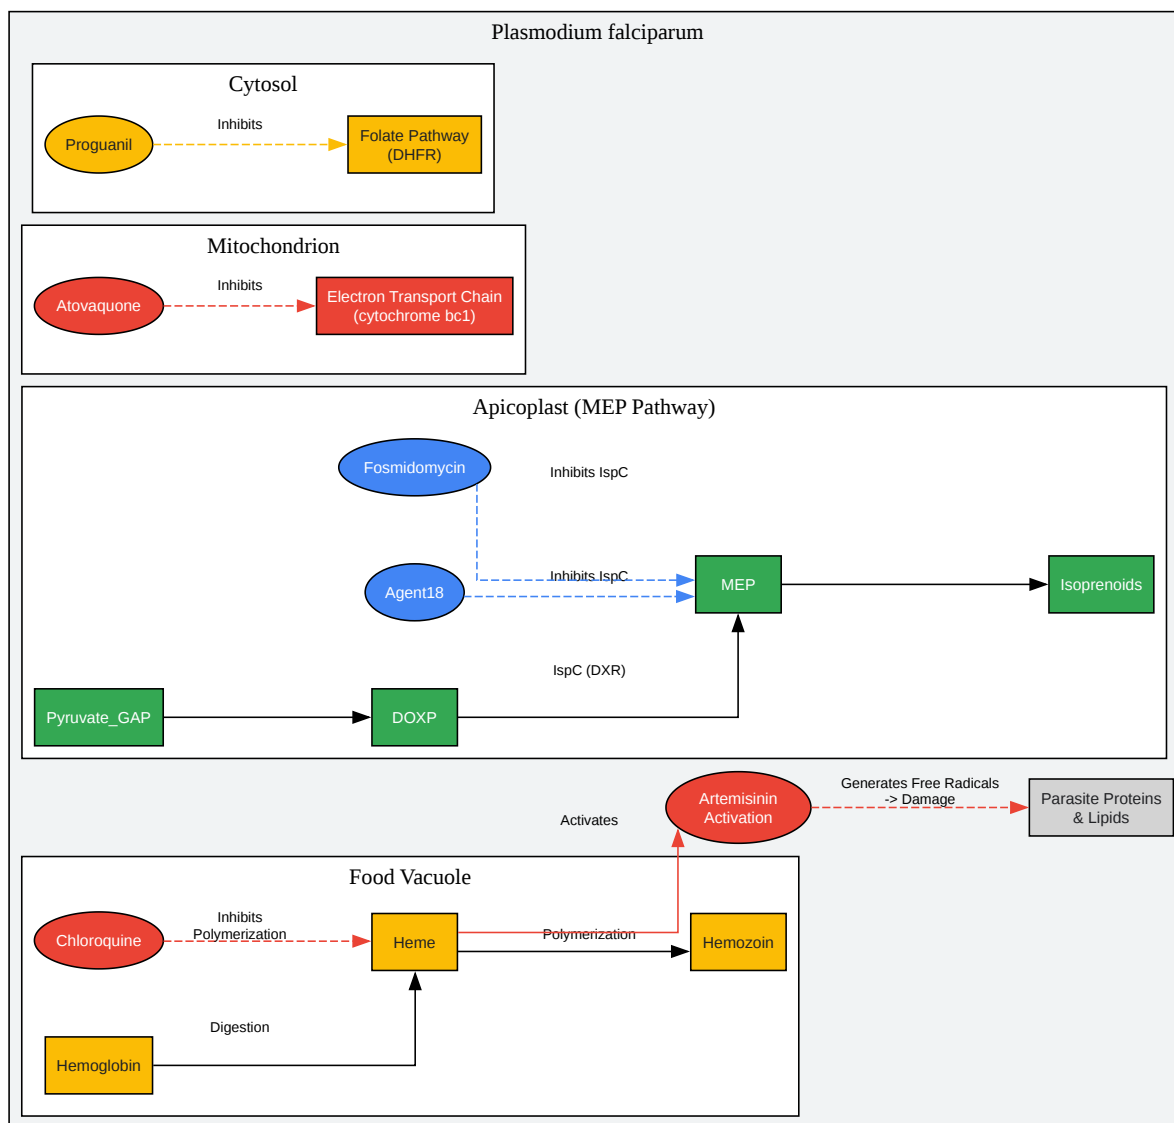 Plasmodium falciparum
Cytosol
Proguanil
Inhibits
Folate Pathway
(DHFR)
Mitochondrion
Atovaquone
Inhibits
Electron Transport Chain
(cytochrome bc1)
Apicoplast (MEP Pathway)
Fosmidomycin
Inhibits IspC
Agent18
Inhibits IspC
MEP
Isoprenoids
IspC (DXR)
Pyruvate_GAP
DOXP
Artemisinin
Activation
Generates Free Radicals
-> Damage
Parasite Proteins
& Lipids
Activates
Food Vacuole
Chloroquine
Inhibits
Polymerization
Heme
Polymerization
Hemozoin
Digestion
Hemoglobin